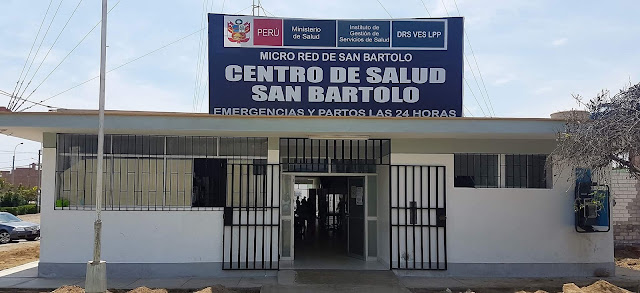 PERÚ
Ministerio
de Salud
Instituto de
Gestión de
Servicios de Salud
DRS VES LPP
MICRO RED DE SAN BARTOLO
CENTRO DE SALUD
SAN BARTOLO
EMERGENCIAS Y PARTOS LAS 24 HORAS